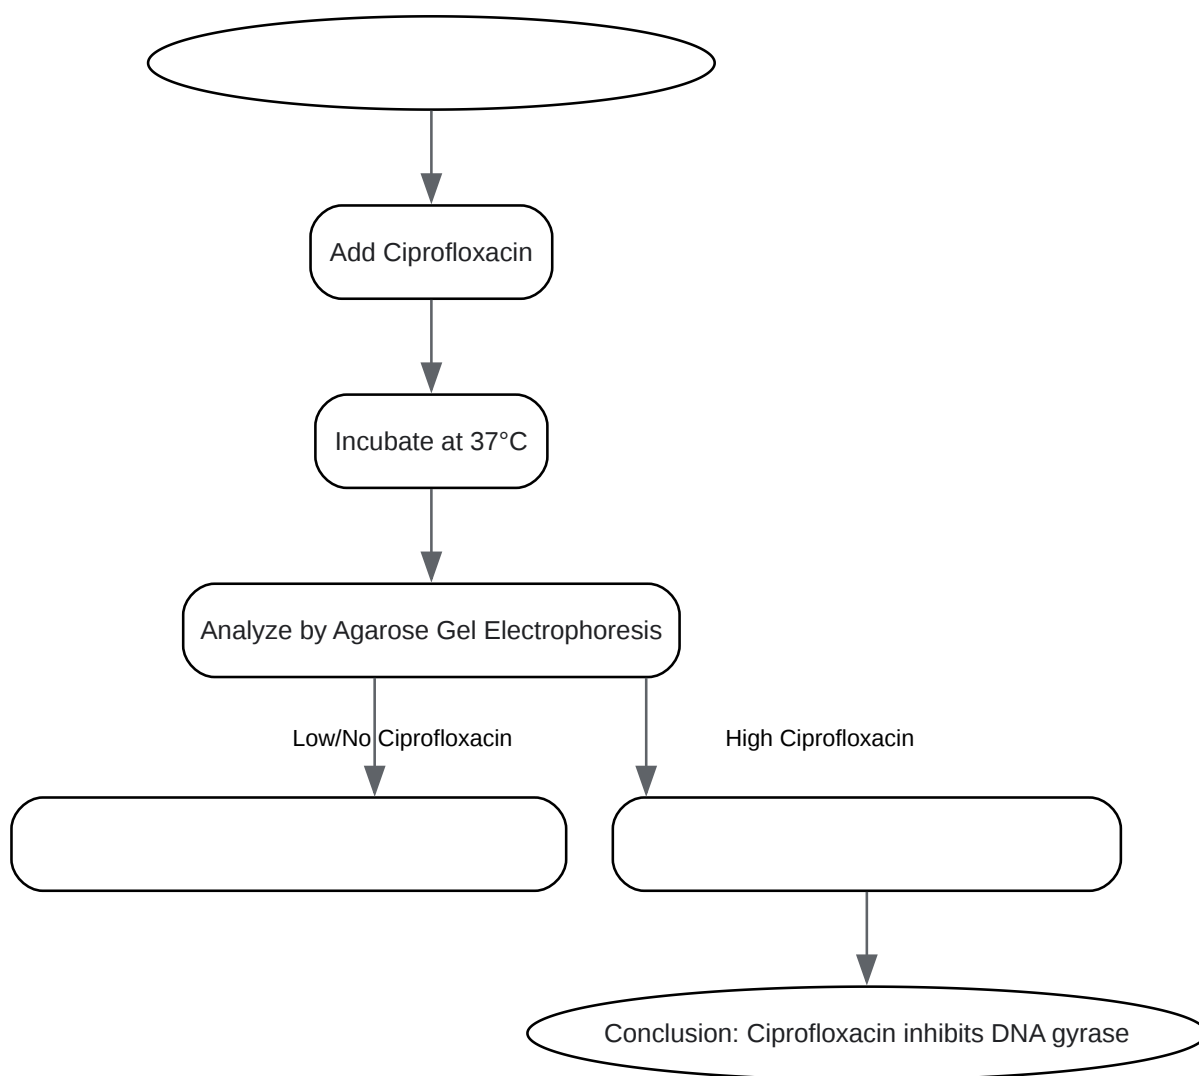 Add Ciprofloxacin
Incubate at 37°C
Analyze by Agarose Gel Electrophoresis
Low/No Ciprofloxacin
High Ciprofloxacin
Conclusion: Ciprofloxacin inhibits DNA gyrase